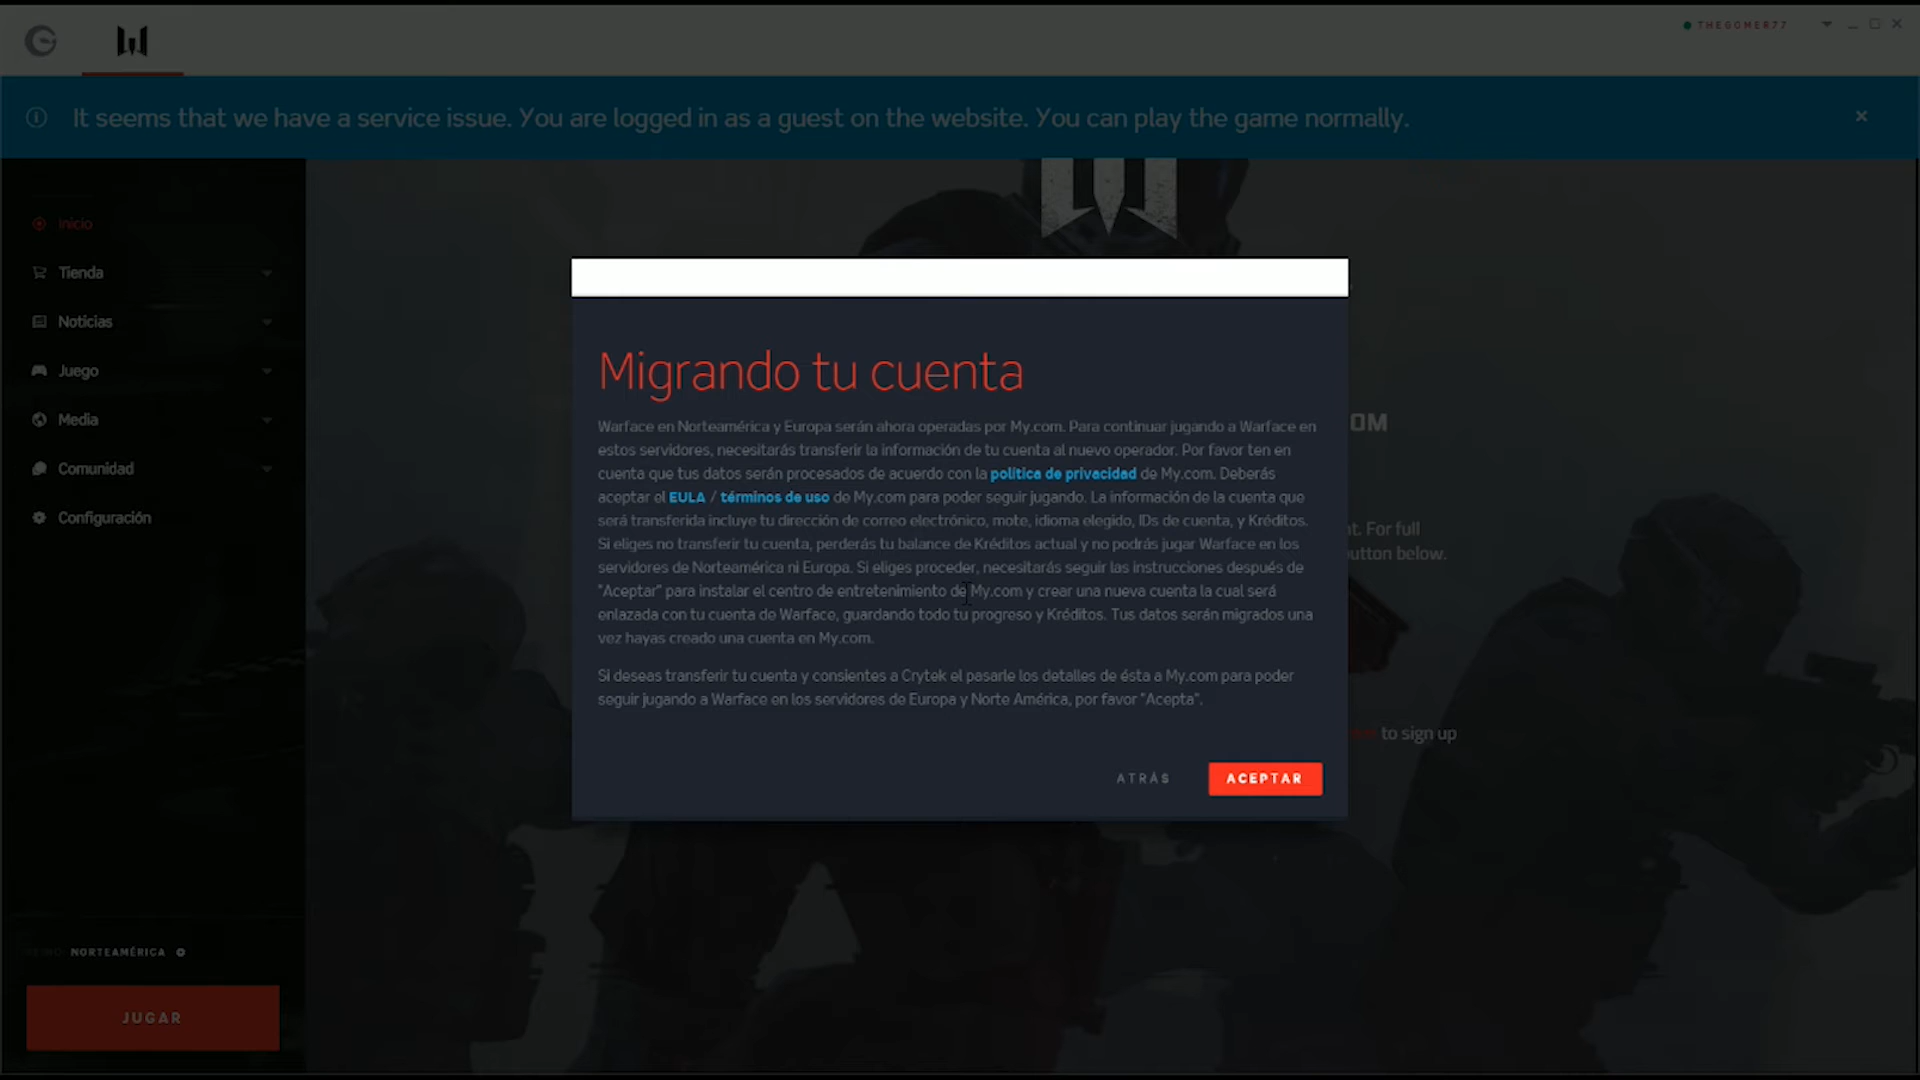 THEGOMER77
It seems that we have a service issue. You are logged in as a guest on the website. You can play the game normally.
Inicio
Tienda
Noticias
Juego
Media
Comunidad
Configuración
NORTEAMÉRICA
JUGAR
Migrando tu cuenta
Warface en Norteamérica y Europa serán ahora operadas por My.com. Para continuar jugando a Warface en
estos servidores, necesitarás transferir la información de tu cuenta al nuevo operador. Por favor ten en
cuenta que tus datos serán procesados de acuerdo con la política de privacidad de My.com. Deberás
aceptar el EULA / términos de uso de My.com para poder seguir jugando. La información de la cuenta que
será transferida incluye tu dirección de correo electrónico, mote, idioma elegido, IDs de cuenta, y Kréditos.
Si eliges no transferir tu cuenta, perderás tu balance de Kréditos actual y no podrás jugar Warface en los
servidores de Norteamérica ni Europa. Si eliges proceder, necesitarás seguir las instrucciones después de
"Aceptar" para instalar el centro de entretenimiento de My.com y crear una nueva cuenta la cual será
enlazada con tu cuenta de Warface, guardando todo tu progreso y Kréditos. Tus datos serán migrados una
vez hayas creado una cuenta en My.com.
Si deseas transferir tu cuenta y consientes a Crytek el pasarle los detalles de ésta a My.com para poder
seguir jugando a Warface en los servidores de Europa y Norte América, por favor "Acepta".
ATRÁS
ACEPTAR
OM
For full
button below.
to sign up